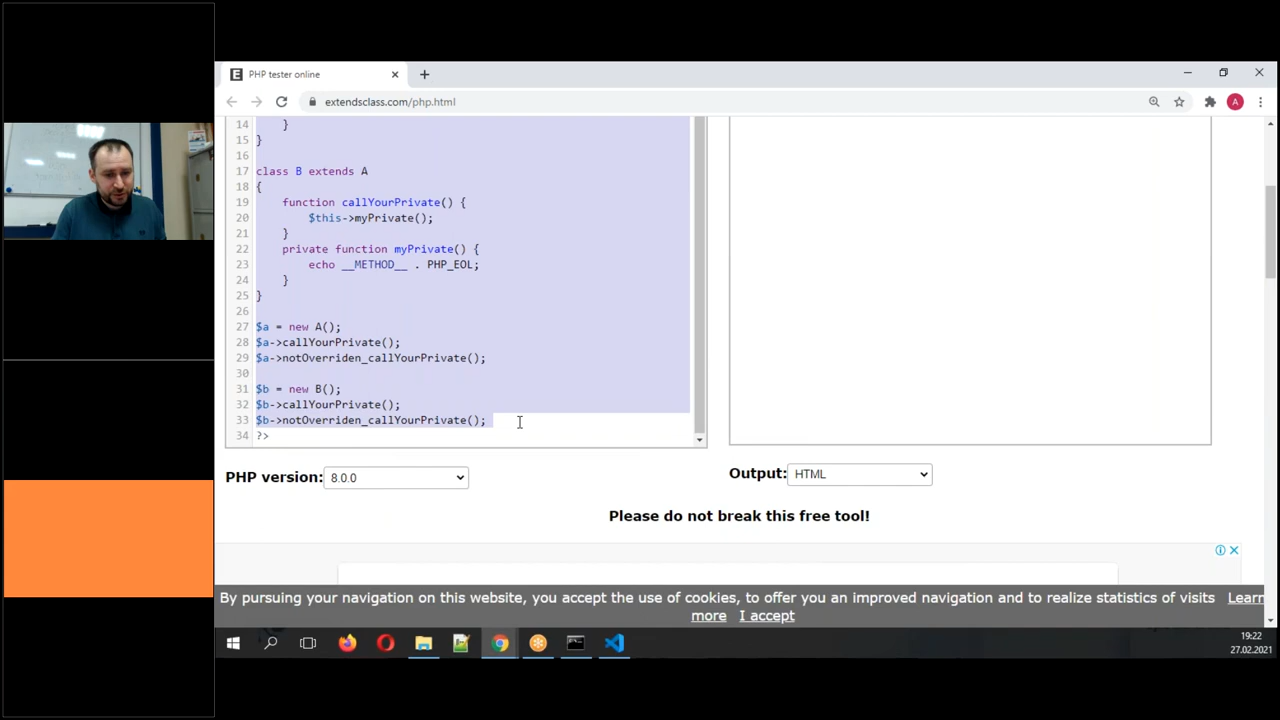 PHP tester online
extendsclass.com/php.html
A
14 }
15 }
16
17 class B extends A
18 {
19 function callYourPrivate() {
20 $this->myPrivate();
21 }
22 private function myPrivate() {
23 echo __METHOD__ . PHP_EOL;
24 }
25 }
26
27 $a = new A();
28 $a->callYourPrivate();
29 $a->notOverriden_callYourPrivate();
30
31 $b = new B();
32 $b->callYourPrivate();
33 $b->notOverriden_callYourPrivate();
34 ?>
PHP version: 8.0.0
Output: HTML
Please do not break this free tool!
By pursuing your navigation on this website, you accept the use of cookies, to offer you an improved navigation and to realize statistics of visits Learn
more I accept
19:22
27.02.2021